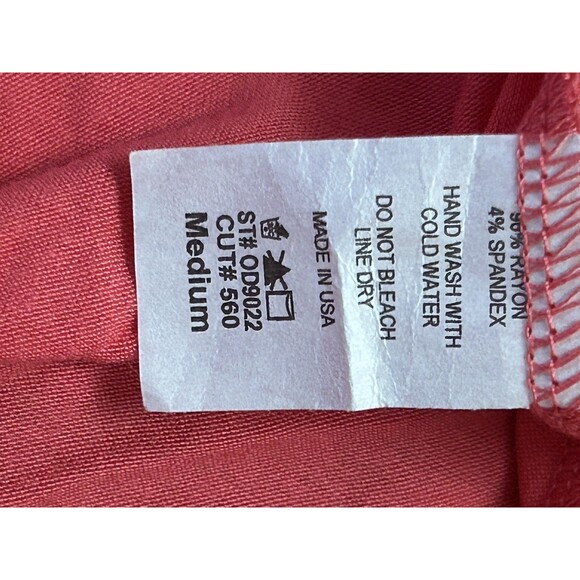 96% RAYON
4% SPANDEX
HAND WASH WITH
COLD WATER
DO NOT BLEACH
LINE DRY
MADE IN USA
ST# OD9022
CUT# 560
Medium